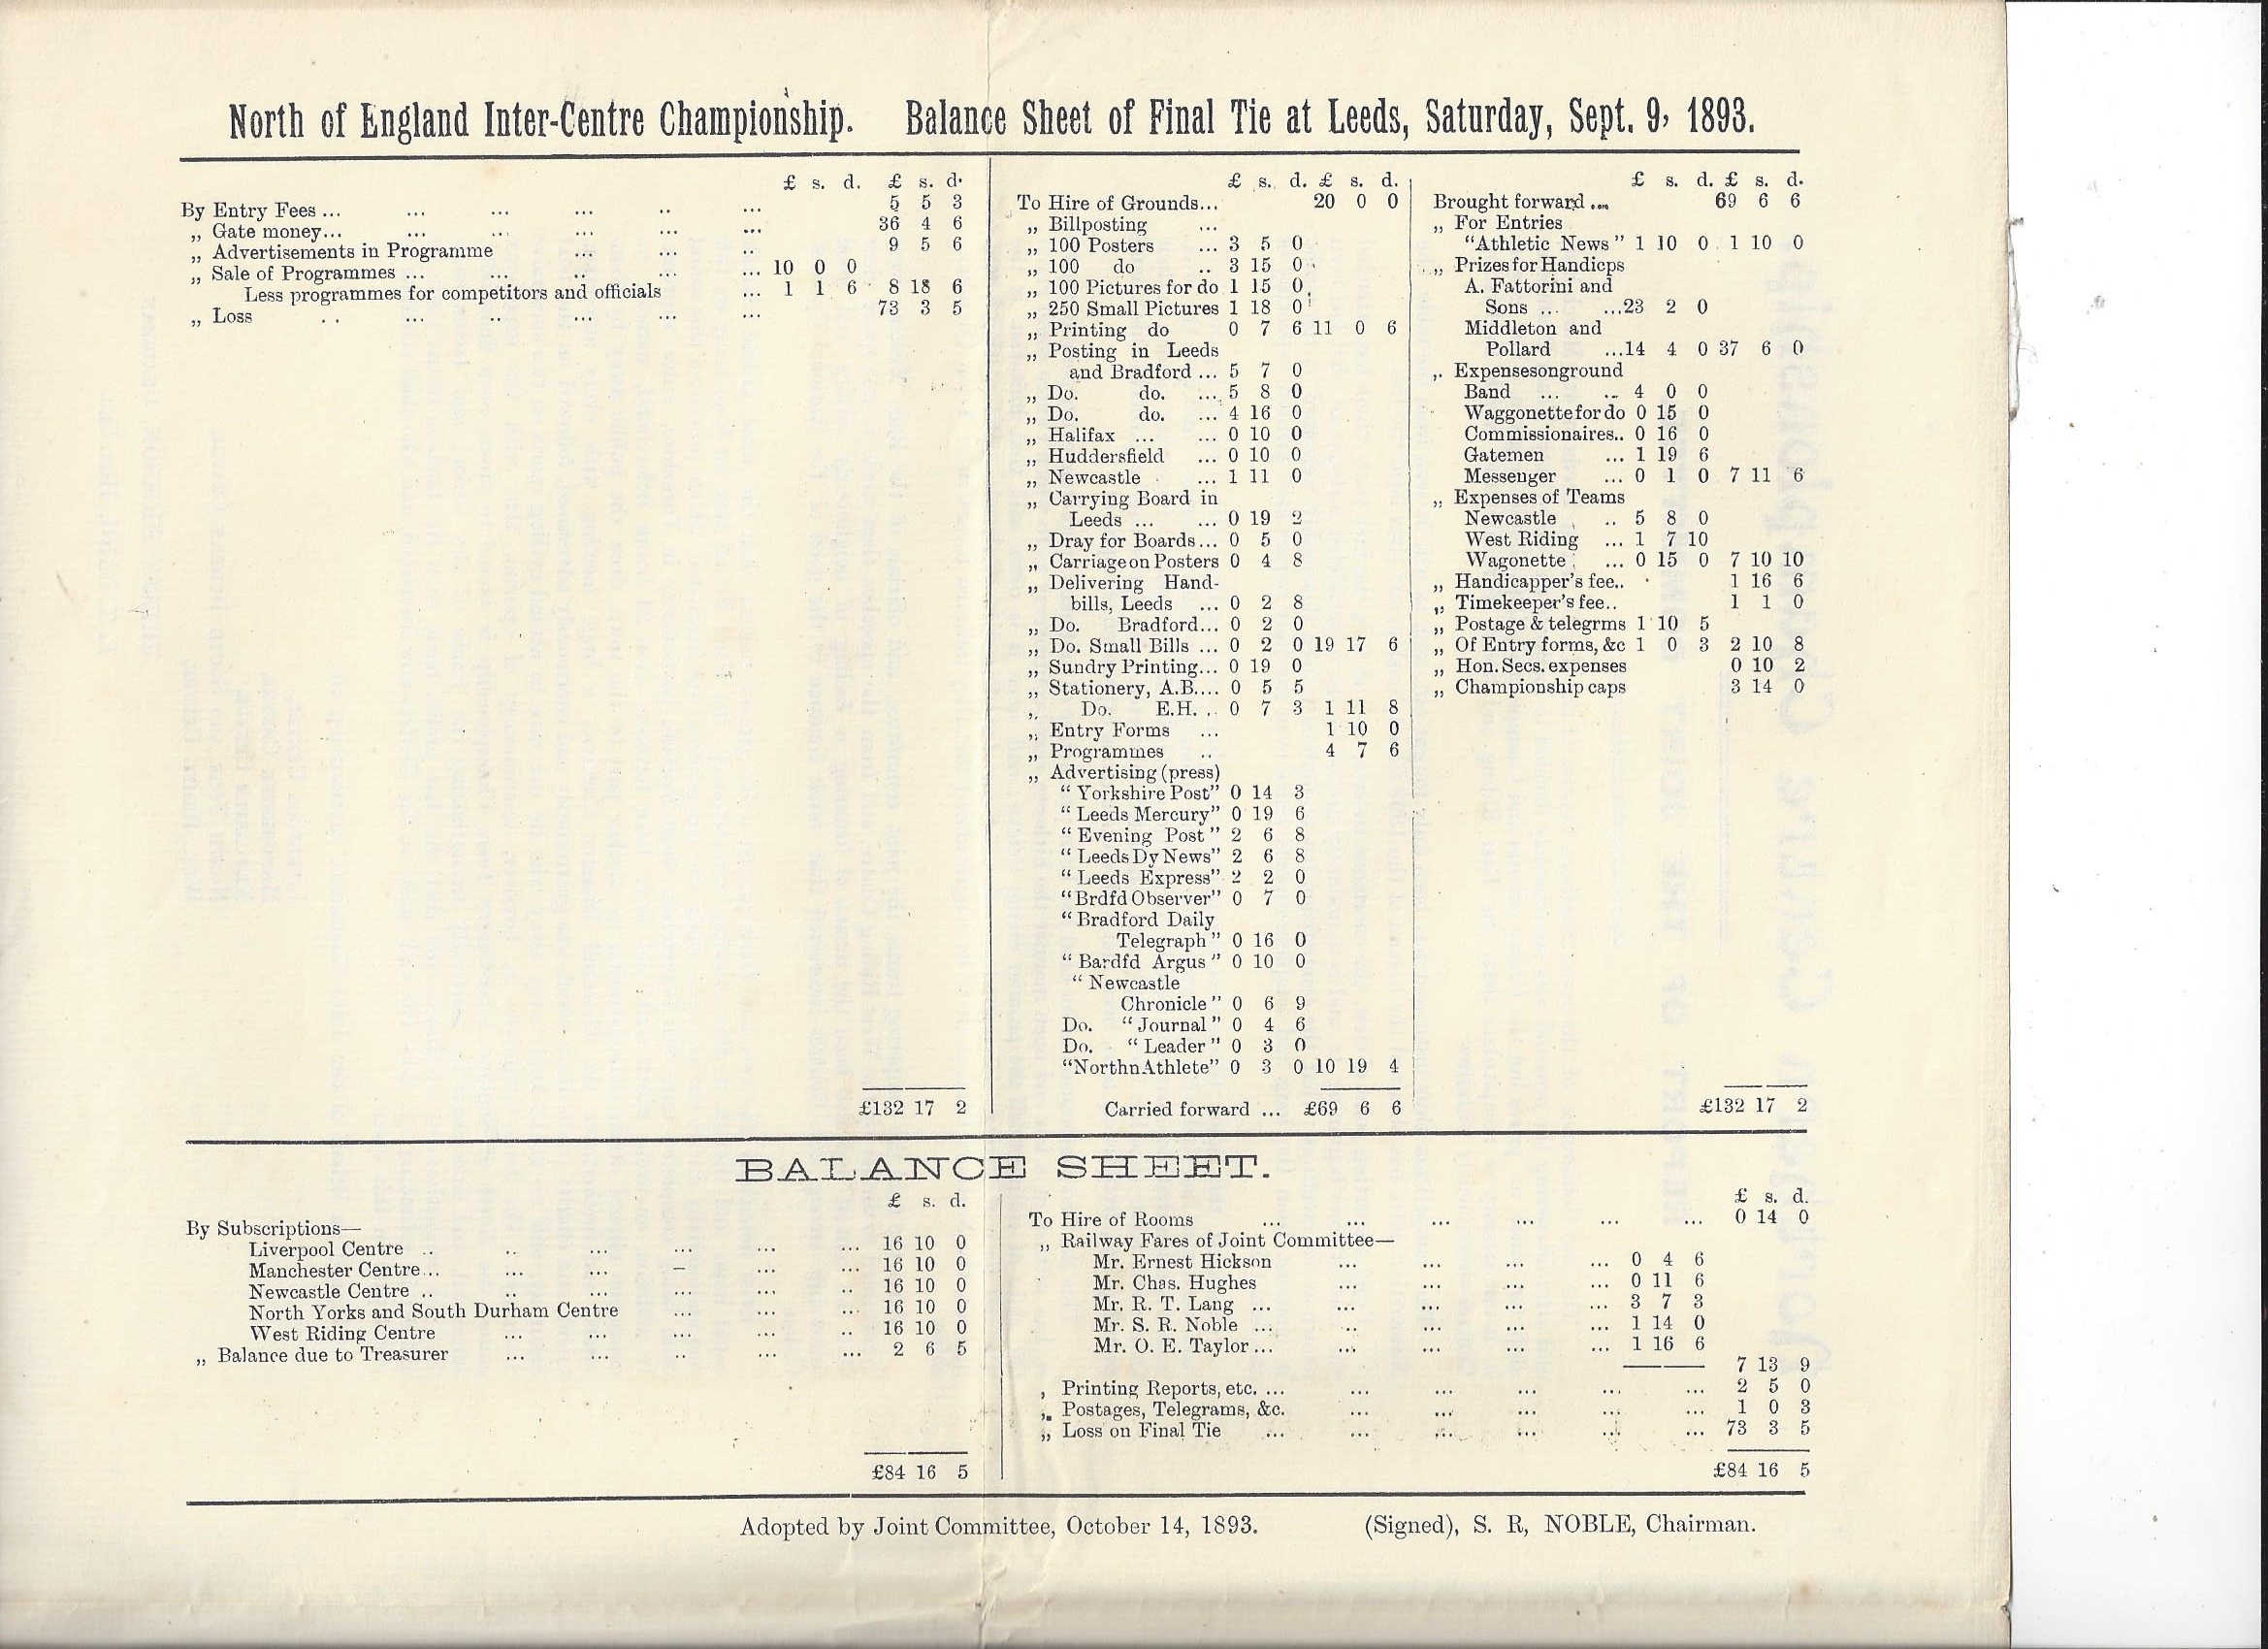 North of England Inter-Centre Championship. Balance Sheet of Final Tie at Leeds, Saturday, Sept. 9, 1893.
£ s. d. £ s. d.
By Entry Fees ... ... ... ... .. ... 5 5 3
„ Gate money... ... ... ... ... ... 36 4 6
„ Advertisements in Programme ... ... .. 9 5 6
„ Sale of Programmes ... ... .. ... ... 10 0 0
Less programmes for competitors and officials ... 1 1 6 8 18 6
„ Loss .. ... .. ... ... ... 73 3 5
£132 17 2
£ s. d. £ s. d.
To Hire of Grounds... 20 0 0
„ Billposting ...
„ 100 Posters ... 3 5 0
„ 100 do .. 3 15 0
„ 100 Pictures for do 1 15 0
„ 250 Small Pictures 1 18 0
„ Printing do 0 7 6 11 0 6
„ Posting in Leeds
and Bradford ... 5 7 0
„ Do. do. ... 5 8 0
„ Do. do. ... 4 16 0
„ Halifax ... ... 0 10 0
„ Huddersfield ... 0 10 0
„ Newcastle ... 1 11 0
„ Carrying Board in
Leeds ... ... 0 19 2
„ Dray for Boards... 0 5 0
„ Carriage on Posters 0 4 8
„ Delivering Hand-
bills, Leeds ... 0 2 8
„ Do. Bradford... 0 2 0
„ Do. Small Bills ... 0 2 0 19 17 6
„ Sundry Printing... 0 19 0
„ Stationery, A.B.... 0 5 5
„ Do. E.H. .. 0 7 3 1 11 8
„ Entry Forms ... 1 10 0
„ Programmes .. 4 7 6
„ Advertising (press)
“Yorkshire Post” 0 14 3
“Leeds Mercury” 0 19 6
“Evening Post” 2 6 8
“Leeds Dy News” 2 6 8
“Leeds Express” 2 2 0
“Brdfd Observer” 0 7 0
“Bradford Daily
Telegraph” 0 16 0
“Bardfd Argus” 0 10 0
“Newcastle
Chronicle” 0 6 9
Do. “Journal” 0 4 6
Do. “Leader” 0 3 0
“Northn Athlete” 0 3 0 10 19 4
Carried forward ... £69 6 6
£ s. d. £ s. d.
Brought forward ... 69 6 6
„ For Entries
“Athletic News” 1 10 0 1 10 0
„ Prizes for Handicps
A. Fattorini and
Sons ... ...23 2 0
Middleton and
Pollard ...14 4 0 37 6 0
„ Expenses on ground
Band ... .. 4 0 0
Waggonette for do 0 15 0
Commissionaires.. 0 16 0
Gatemen ... 1 19 6
Messenger ... 0 1 0 7 11 6
„ Expenses of Teams
Newcastle .. 5 8 0
West Riding ... 1 7 10
Wagonette ... 0 15 0 7 10 10
„ Handicapper's fee.. 1 16 6
„ Timekeeper's fee.. 1 1 0
„ Postage & telegrms 1 10 5
„ Of Entry forms, &c 1 0 3 2 10 8
„ Hon. Secs. expenses 0 10 2
„ Championship caps 3 14 0
£132 17 2
BALANCE SHEET.
£ s. d.
By Subscriptions—
Liverpool Centre .. .. ... ... ... ... 16 10 0
Manchester Centre... ... ... – ... ... 16 10 0
Newcastle Centre .. .. ... ... ... .. 16 10 0
North Yorks and South Durham Centre ... ... ... 16 10 0
West Riding Centre ... ... ... ... .. 16 10 0
„ Balance due to Treasurer ... ... .. ... ... 2 6 5
£84 16 5
£ s. d.
To Hire of Rooms ... ... ... ... ... ... 0 14 0
„ Railway Fares of Joint Committee—
Mr. Ernest Hickson ... ... ... ... 0 4 6
Mr. Chas. Hughes ... ... ... ... 0 11 6
Mr. R. T. Lang ... ... ... ... ... 3 7 3
Mr. S. R. Noble ... .. ... ... ... 1 14 0
Mr. O. E. Taylor... ... ... ... ... 1 16 6
7 13 9
, Printing Reports, etc. ... ... ... ... ... ... 2 5 0
„ Postages, Telegrams, &c. ... ... ... ... ... 1 0 3
„ Loss on Final Tie ... ... ... ... ... ... 73 3 5
£84 16 5
Adopted by Joint Committee, October 14, 1893. (Signed), S. R, NOBLE, Chairman.